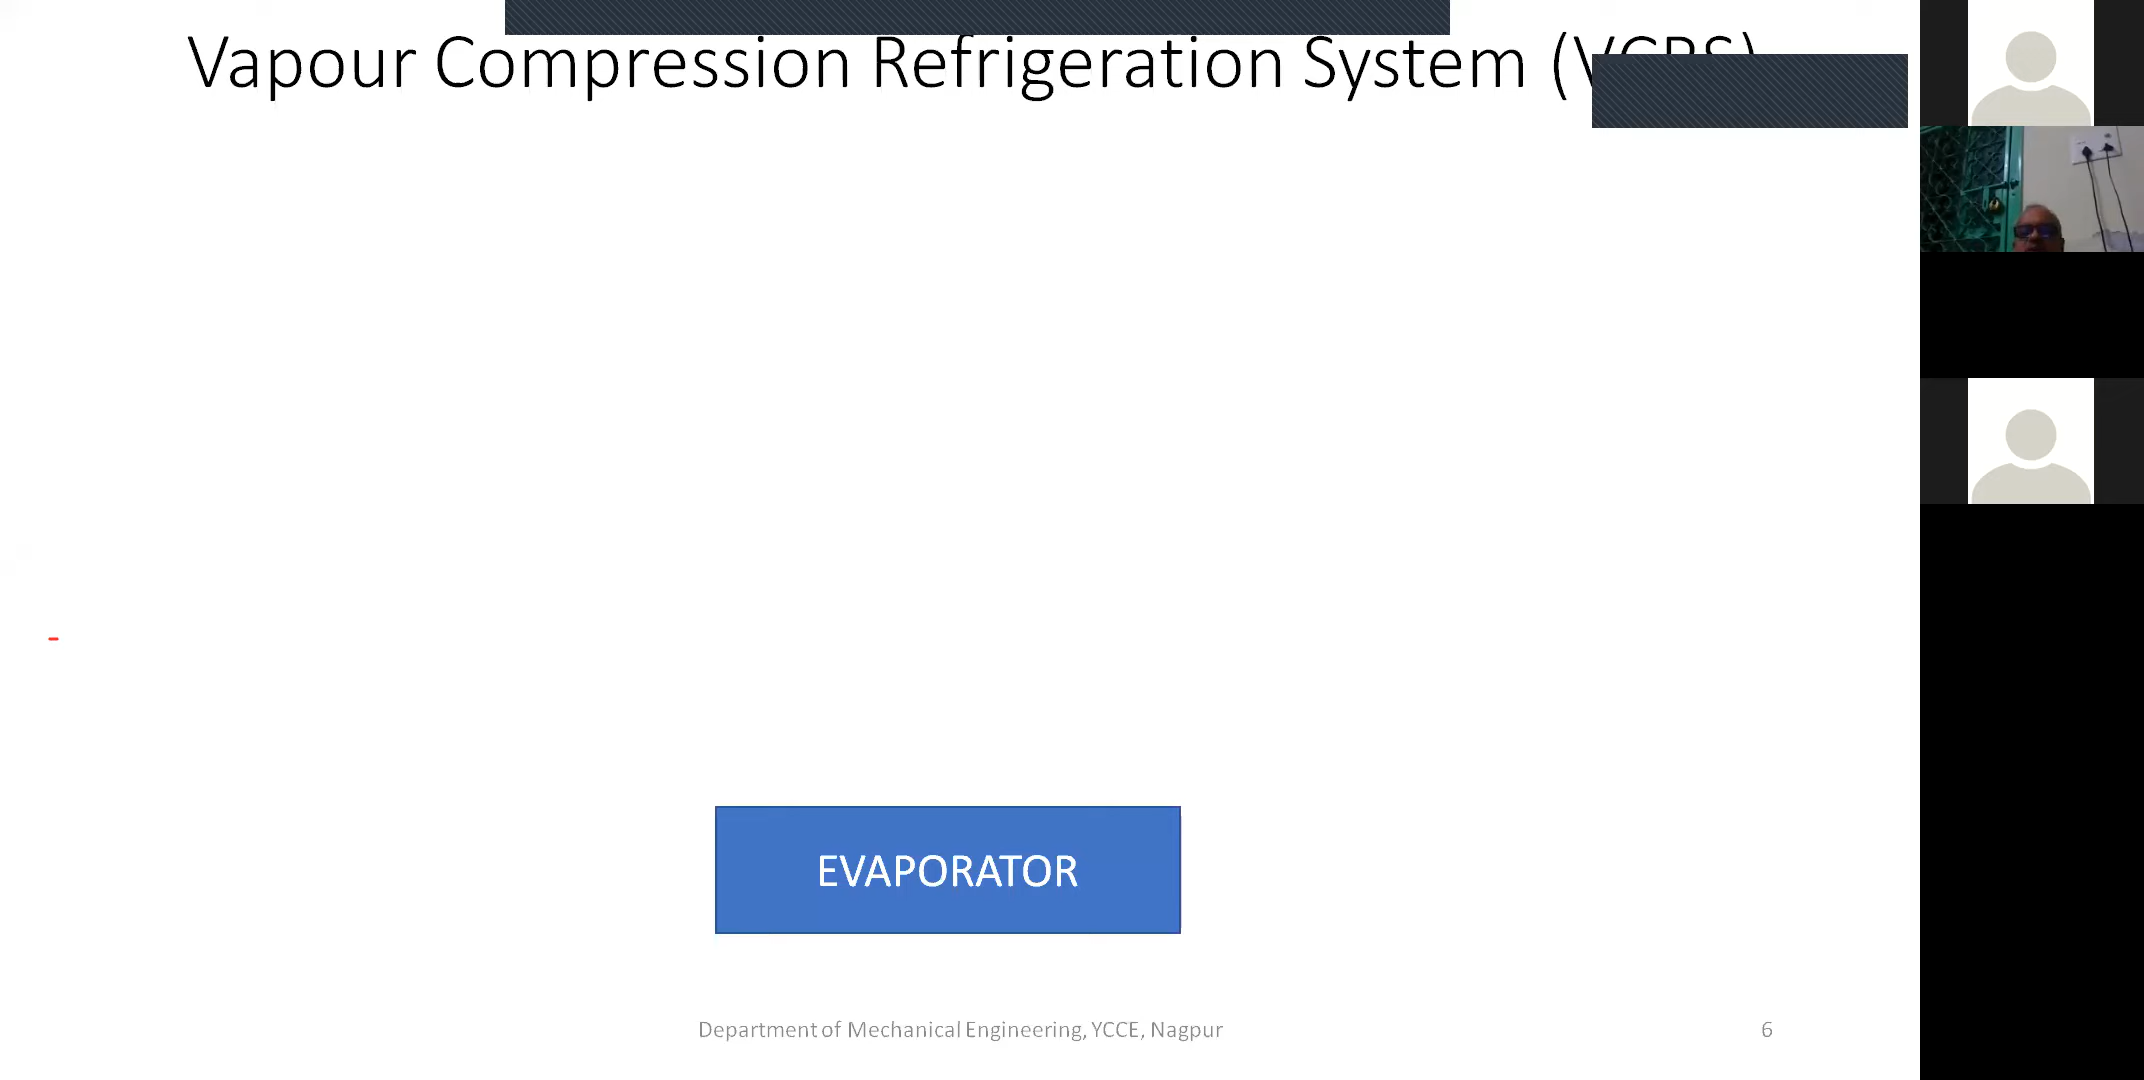 Vapour Compression Refrigeration System (VCRS)
EVAPORATOR
Department of Mechanical Engineering, YCCE, Nagpur
6